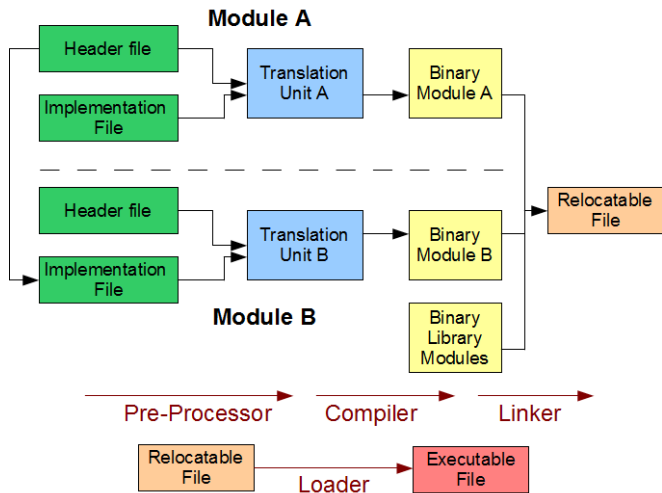 Module A
Header file
Implementation
File
Translation
Unit A
Binary
Module A
Header file
Implementation
File
Translation
Unit B
Binary
Module B
Relocatable
File
Module B
Binary
Library
Modules
Pre-Processor
Compiler
Linker
Relocatable
File
Loader
Executable
File